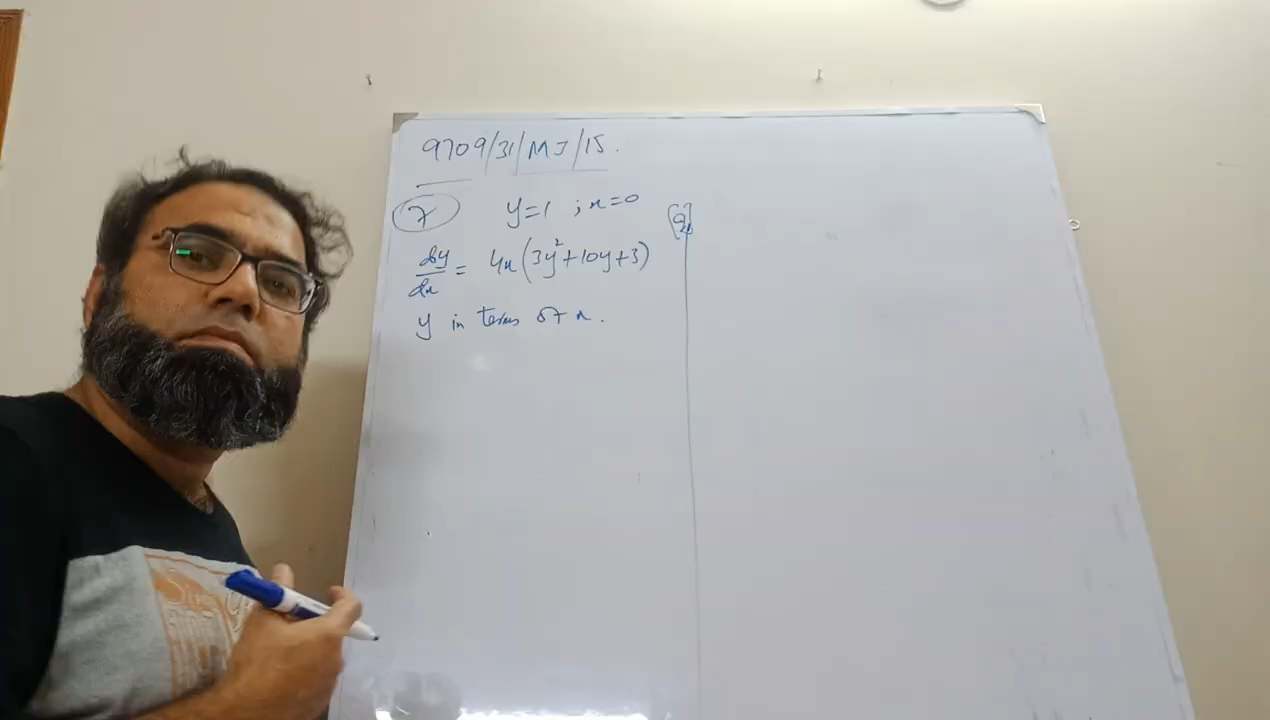 9709/31/MJ/15.
7 y=1 ; x=0 [9]
dy/dx = 4x(3y²+10y+3)
y in terms of x.